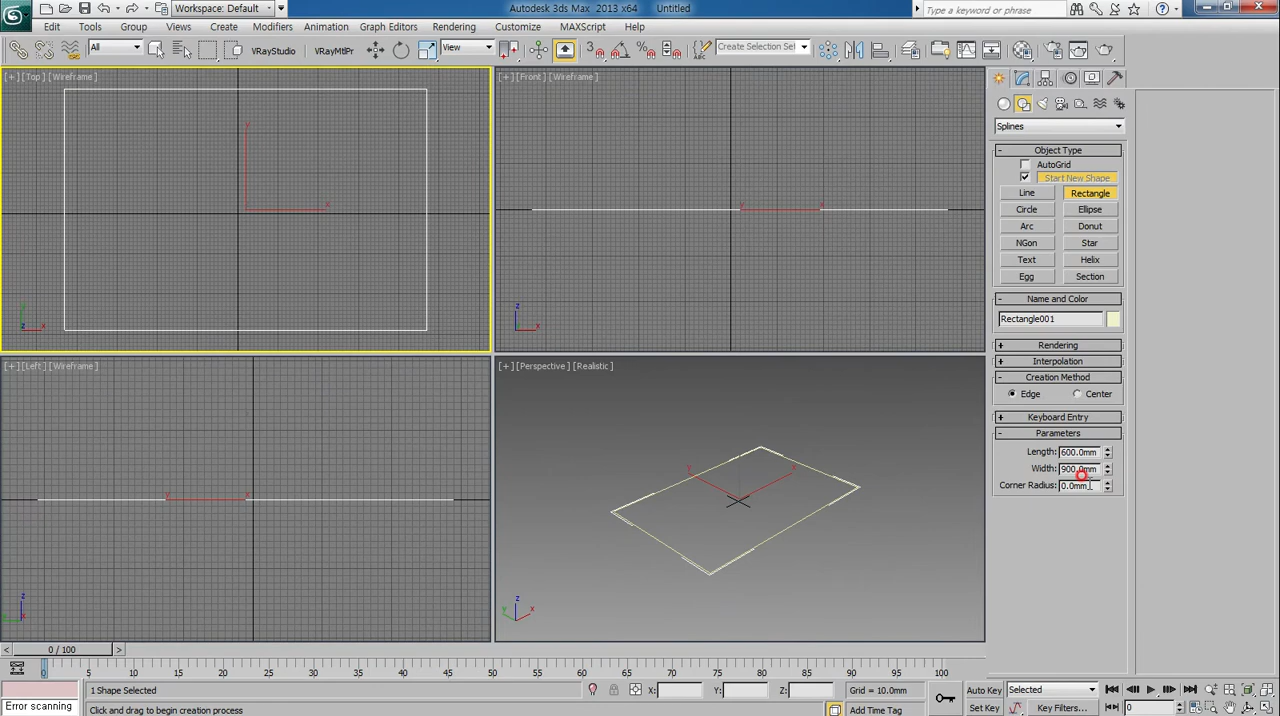 Workspace: Default
Autodesk 3ds Max 2013 x64
Untitled
Type a keyword or phrase
Edit Tools Group Views Create Modifiers Animation Graph Editors Rendering Customize MAXScript Help
All
VRayStudio
VRayMtlPr
View
3
Create Selection Set
[+] [Top] [Wireframe]
[+] [Front] [Wireframe]
Splines
- Object Type
AutoGrid
Start New Shape
Line Rectangle
Circle Ellipse
Arc Donut
NGon Star
Text Helix
Egg Section
- Name and Color
Rectangle001
+ Rendering
+ Interpolation
- Creation Method
Edge Center
+ Keyboard Entry
- Parameters
Length: 600.0mm
Width: 900.0mm
Corner Radius: 0.0mm
[+] [Left] [Wireframe]
[+] [Perspective] [Realistic]
y
x
z
< 0 / 100 >
0 5 10 15 20 25 30 35 40 45 50 55 60 65 70 75 80 85 90 95 100
1 Shape Selected
X: Y: Z: Grid = 10.0mm
Auto Key Selected
Error scanning
Click and drag to begin creation process
Add Time Tag
Set Key Key Filters... 0